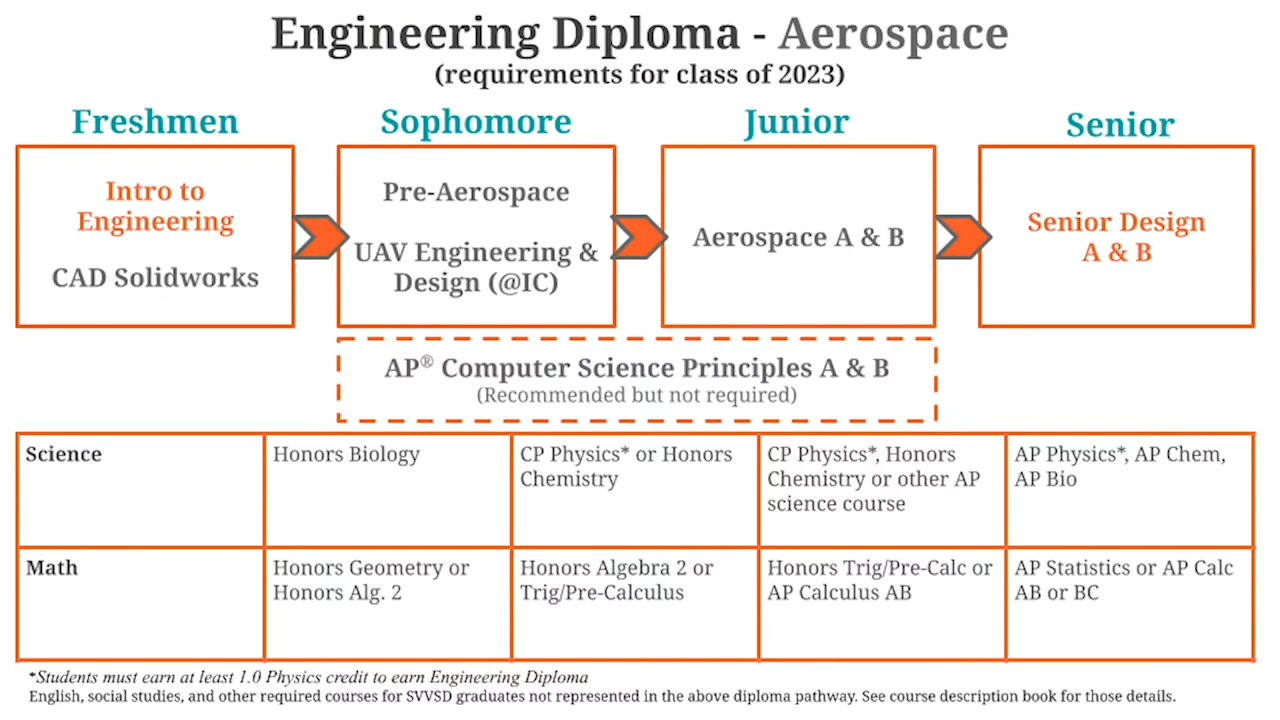 Engineering Diploma - Aerospace
(requirements for class of 2023)
Freshmen
Sophomore
Junior
Senior
Intro to
Engineering
CAD Solidworks
Pre-Aerospace
UAV Engineering &
Design (@IC)
Aerospace A & B
Senior Design
A & B
AP® Computer Science Principles A & B
(Recommended but not required)
Science
Honors Biology
CP Physics* or Honors
Chemistry
CP Physics*, Honors
Chemistry or other AP
science course
AP Physics*, AP Chem,
AP Bio
Math
Honors Geometry or
Honors Alg. 2
Honors Algebra 2 or
Trig/Pre-Calculus
Honors Trig/Pre-Calc or
AP Calculus AB
AP Statistics or AP Calc
AB or BC
*Students must earn at least 1.0 Physics credit to earn Engineering Diploma
English, social studies, and other required courses for SVVSD graduates not represented in the above diploma pathway. See course description book for those details.